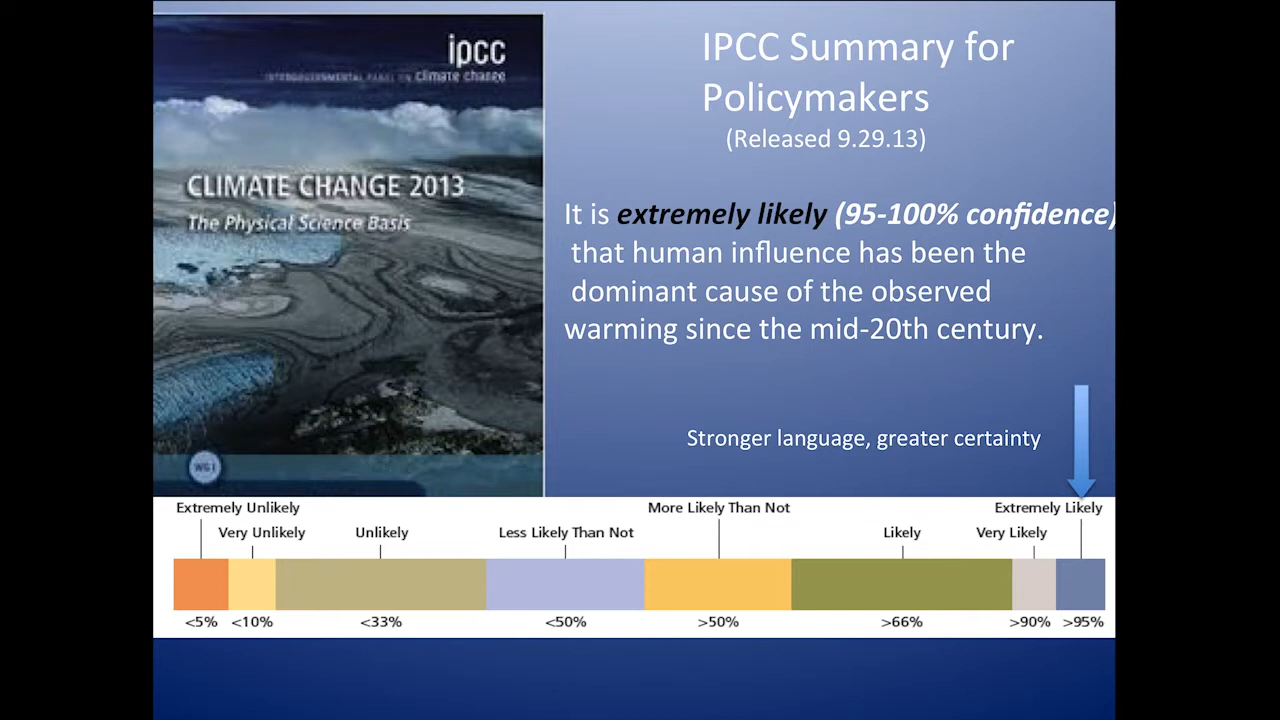 ipcc
INTERGOVERNMENTAL PANEL ON climate change
CLIMATE CHANGE 2013
The Physical Science Basis
WG I
IPCC Summary for
Policymakers
(Released 9.29.13)
It is extremely likely (95-100% confidence)
that human influence has been the
dominant cause of the observed
warming since the mid-20th century.
Stronger language, greater certainty
Extremely Unlikely More Likely Than Not Extremely Likely
Very Unlikely Unlikely Less Likely Than Not Likely Very Likely
<5% <10% <33% <50% >50% >66% >90% >95%